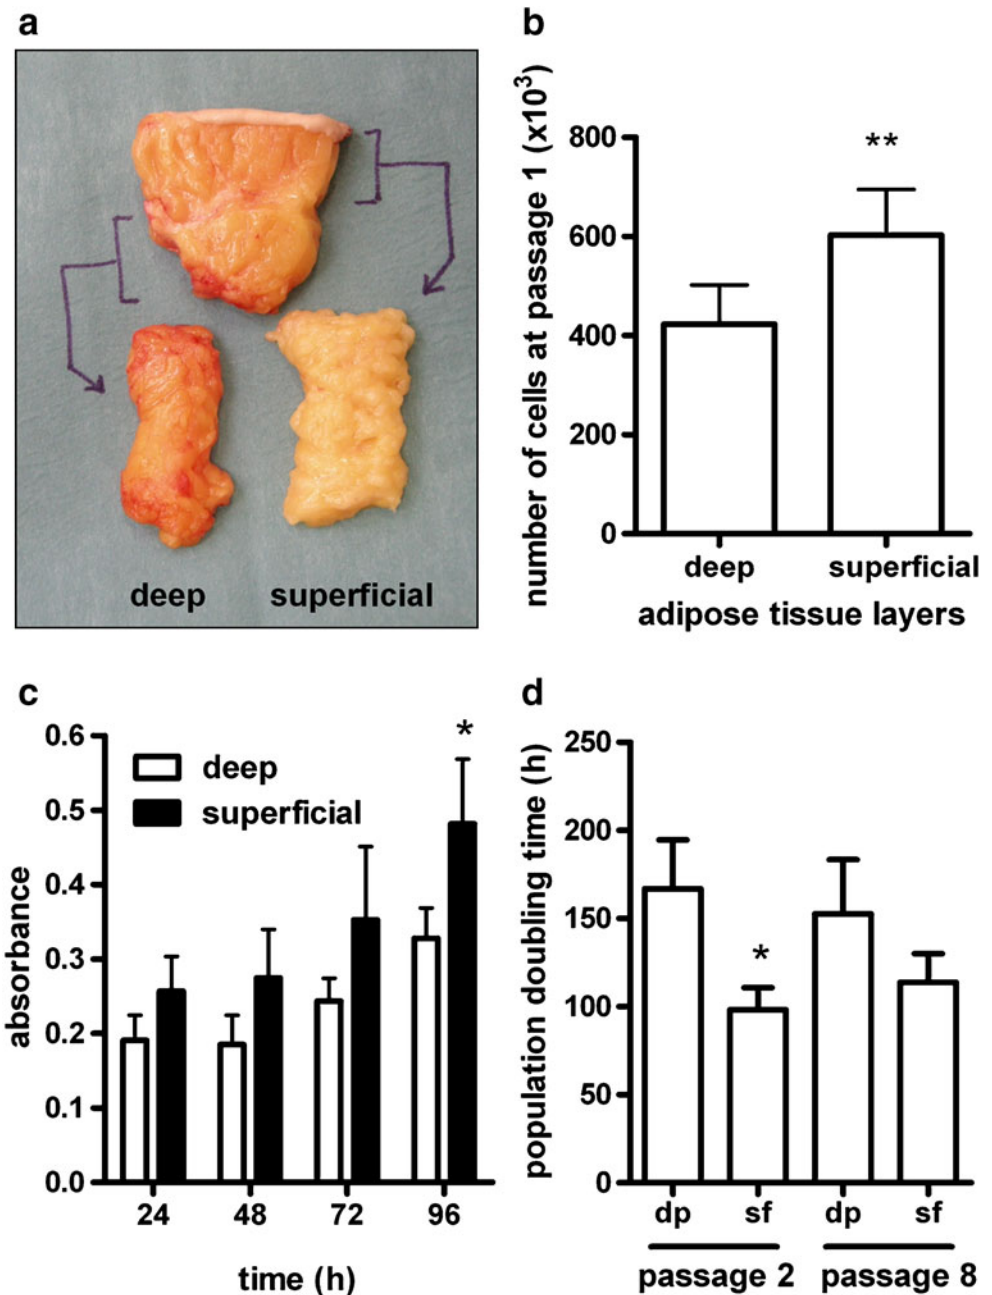 a
deep superficial
b
number of cells at passage 1 (x10³)
800
600
400
200
0
**
deep superficial
adipose tissue layers
c
absorbance
0.6
0.5
0.4
0.3
0.2
0.1
0.0
deep
superficial
*
24 48 72 96
time (h)
d
population doubling time (h)
250
200
150
100
50
0
*
dp sf dp sf
passage 2 passage 8